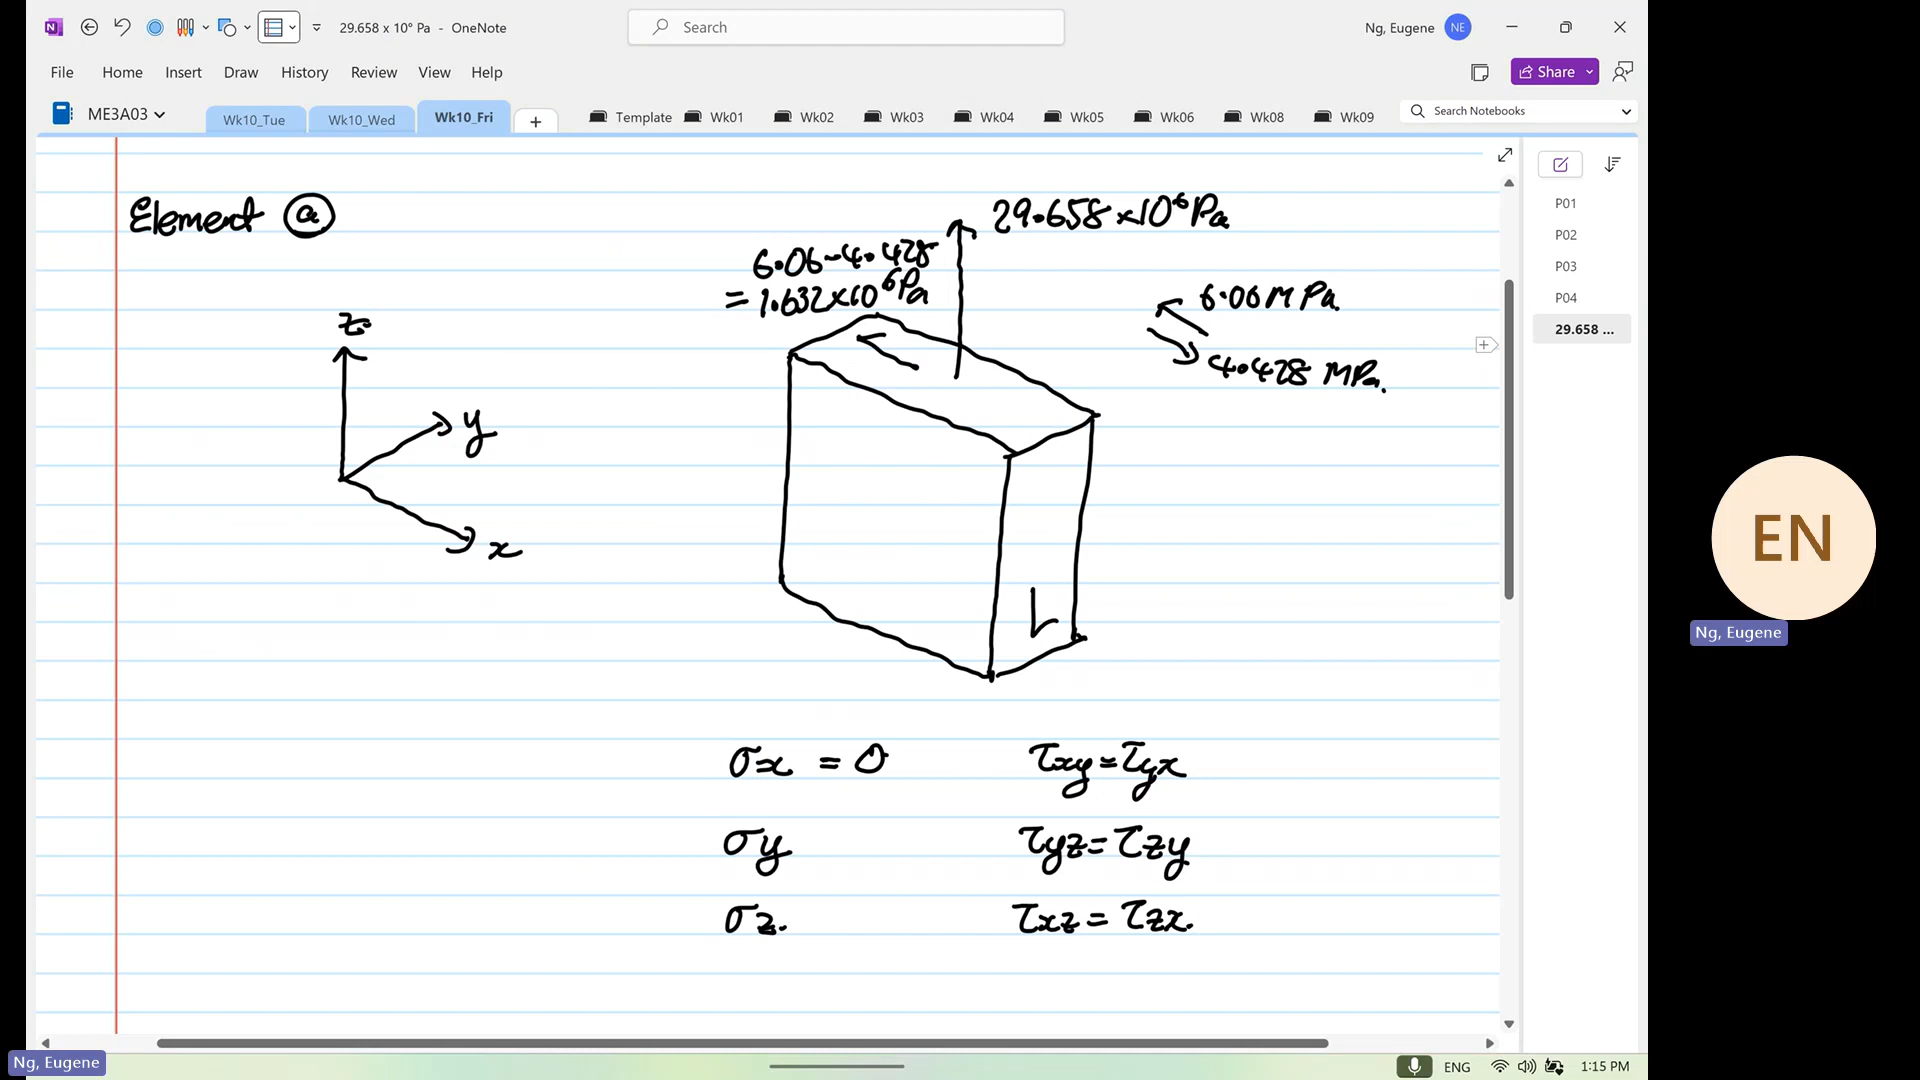 29.658 x 10⁶ Pa - OneNote
Search
Ng, Eugene
NE
File Home Insert Draw History Review View Help
Share
ME3A03
Wk10_Tue Wk10_Wed Wk10_Fri
Template Wk01 Wk02 Wk03 Wk04 Wk05 Wk06 Wk08 Wk09
Search Notebooks
Element ⓐ
29.658×10⁶ Pa
6.06-4.428
= 1.632×10⁶ Pa
6.06 M Pa.
4.428 MPa.
z
y
x
σx = 0
τxy = τyx
σy
τyz = τzy
σz.
τxz = τzx.
P01
P02
P03
P04
29.658 ...
EN
Ng, Eugene
Ng, Eugene
ENG
1:15 PM